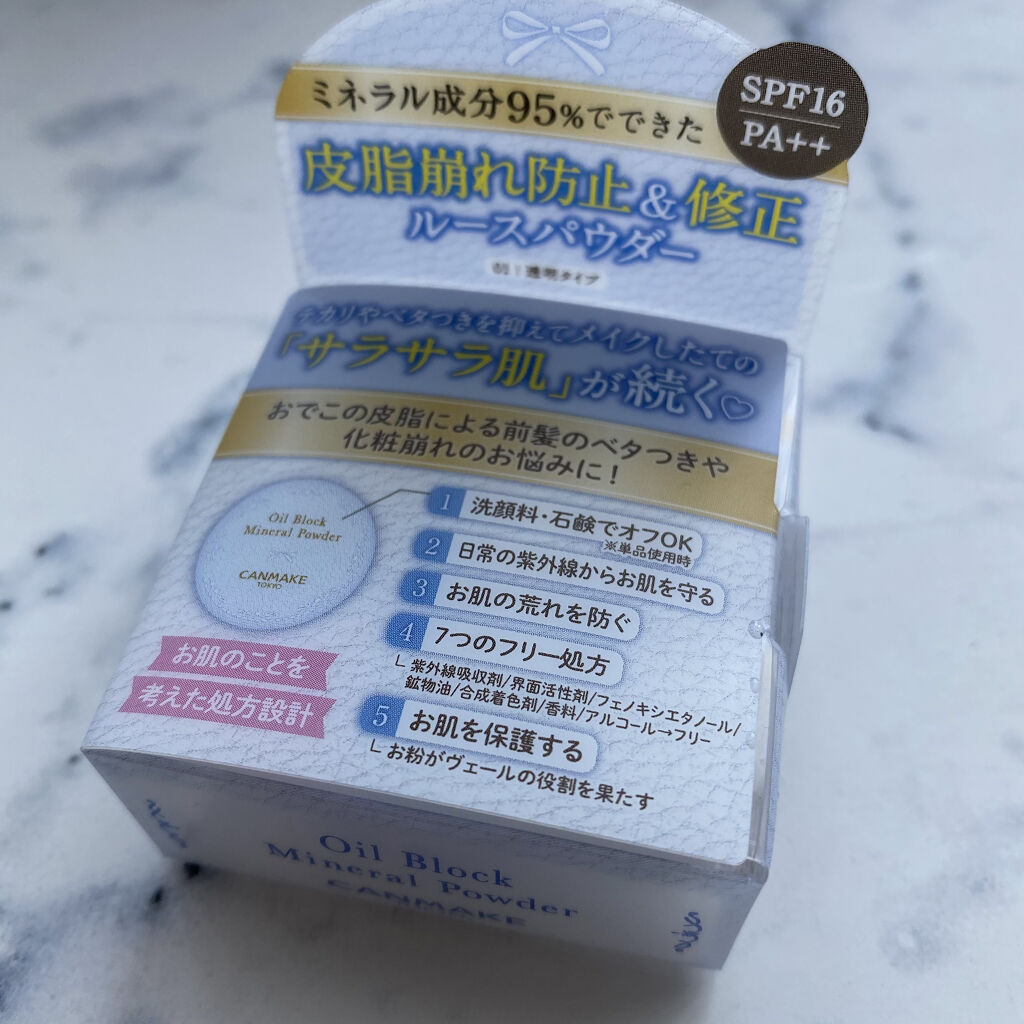 SPF16
PA++
ミネラル成分95%でできた
皮脂崩れ防止&修正
ルースパウダー
01:透明タイプ
テカリやベタつきを抑えてメイクしたての
「サラサラ肌」が続く♡
おでこの皮脂による前髪のベタつきや
化粧崩れのお悩みに!
Oil Block
Mineral Powder
CANMAKE
TOKYO
1 洗顔料・石鹸でオフOK
※単品使用時
2 日常の紫外線からお肌を守る
3 お肌の荒れを防ぐ
4 7つのフリー処方
∟紫外線吸収剤/界面活性剤/フェノキシエタノール/
鉱物油/合成着色剤/香料/アルコール→フリー
5 お肌を保護する
∟お粉がヴェールの役割を果たす
お肌のことを
考えた処方設計
Oil Block
Mineral Powder
CANMAKE